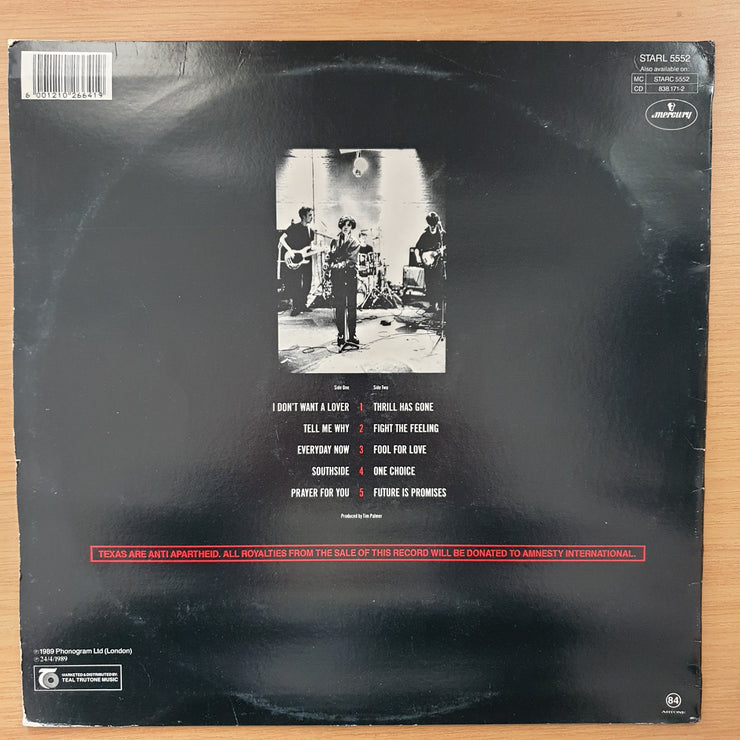 6 001210 266419
STARL 5552
Also available on:
MC STARC 5552
CD 838 171-2
mercury
Side One Side Two
I DON'T WANT A LOVER 1 THRILL HAS GONE
TELL ME WHY 2 FIGHT THE FEELING
EVERYDAY NOW 3 FOOL FOR LOVE
SOUTHSIDE 4 ONE CHOICE
PRAYER FOR YOU 5 FUTURE IS PROMISES
Produced by Tim Palmer
TEXAS ARE ANTI APARTHEID. ALL ROYALTIES FROM THE SALE OF THIS RECORD WILL BE DONATED TO AMNESTY INTERNATIONAL.
℗1989 Phonogram Ltd (London)
℗24/4/1989
MARKETED & DISTRIBUTED BY:
TEAL TRUTONE MUSIC
84
ARTONE